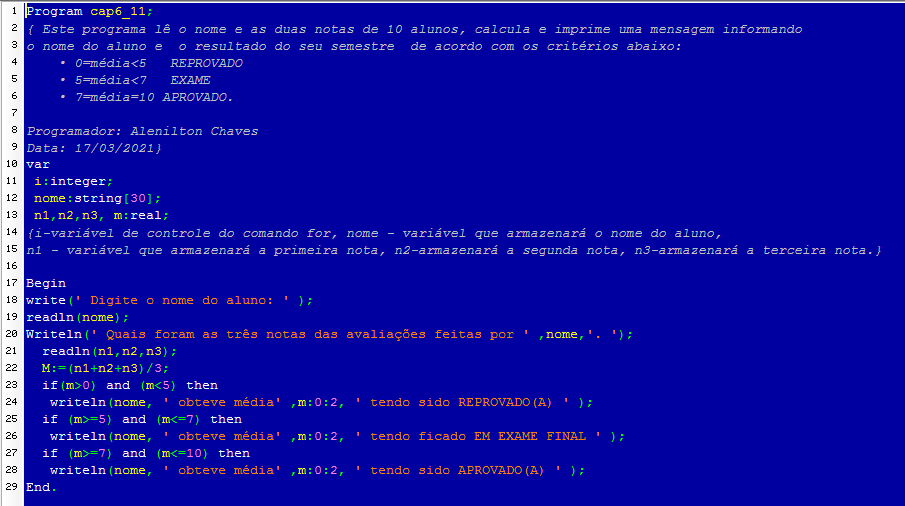 1 Program cap6_11;
2 { Este programa lê o nome e as duas notas de 10 alunos, calcula e imprime uma mensagem informando
3 o nome do aluno e  o resultado do seu semestre  de acordo com os critérios abaixo:
4     • 0=média<5   REPROVADO
5     • 5=média<7   EXAME
6     • 7=média=10 APROVADO.
7
8 Programador: Alenilton Chaves
9 Data: 17/03/2021}
10 var
11  i:integer;
12  nome:string[30];
13  n1,n2,n3, m:real;
14 {i-variável de controle do comando for, nome - variável que armazenará o nome do aluno,
15 n1 - variável que armazenará a primeira nota, n2-armazenará a segunda nota, n3-armazenará a terceira nota.}
16
17 Begin
18 write(' Digite o nome do aluno: ' );
19 readln(nome);
20 Writeln(' Quais foram as três notas das avaliações feitas por ' ,nome,'. ');
21   readln(n1,n2,n3);
22   M:=(n1+n2+n3)/3;
23   if(m>0) and (m<5) then
24    writeln(nome, ' obteve média' ,m:0:2, ' tendo sido REPROVADO(A) ' );
25   if (m>=5) and (m<=7) then
26    writeln(nome, ' obteve média' ,m:0:2, ' tendo ficado EM EXAME FINAL ' );
27   if (m>=7) and (m<=10) then
28    writeln(nome, ' obteve média' ,m:0:2, ' tendo sido APROVADO(A) ' );
29 End.